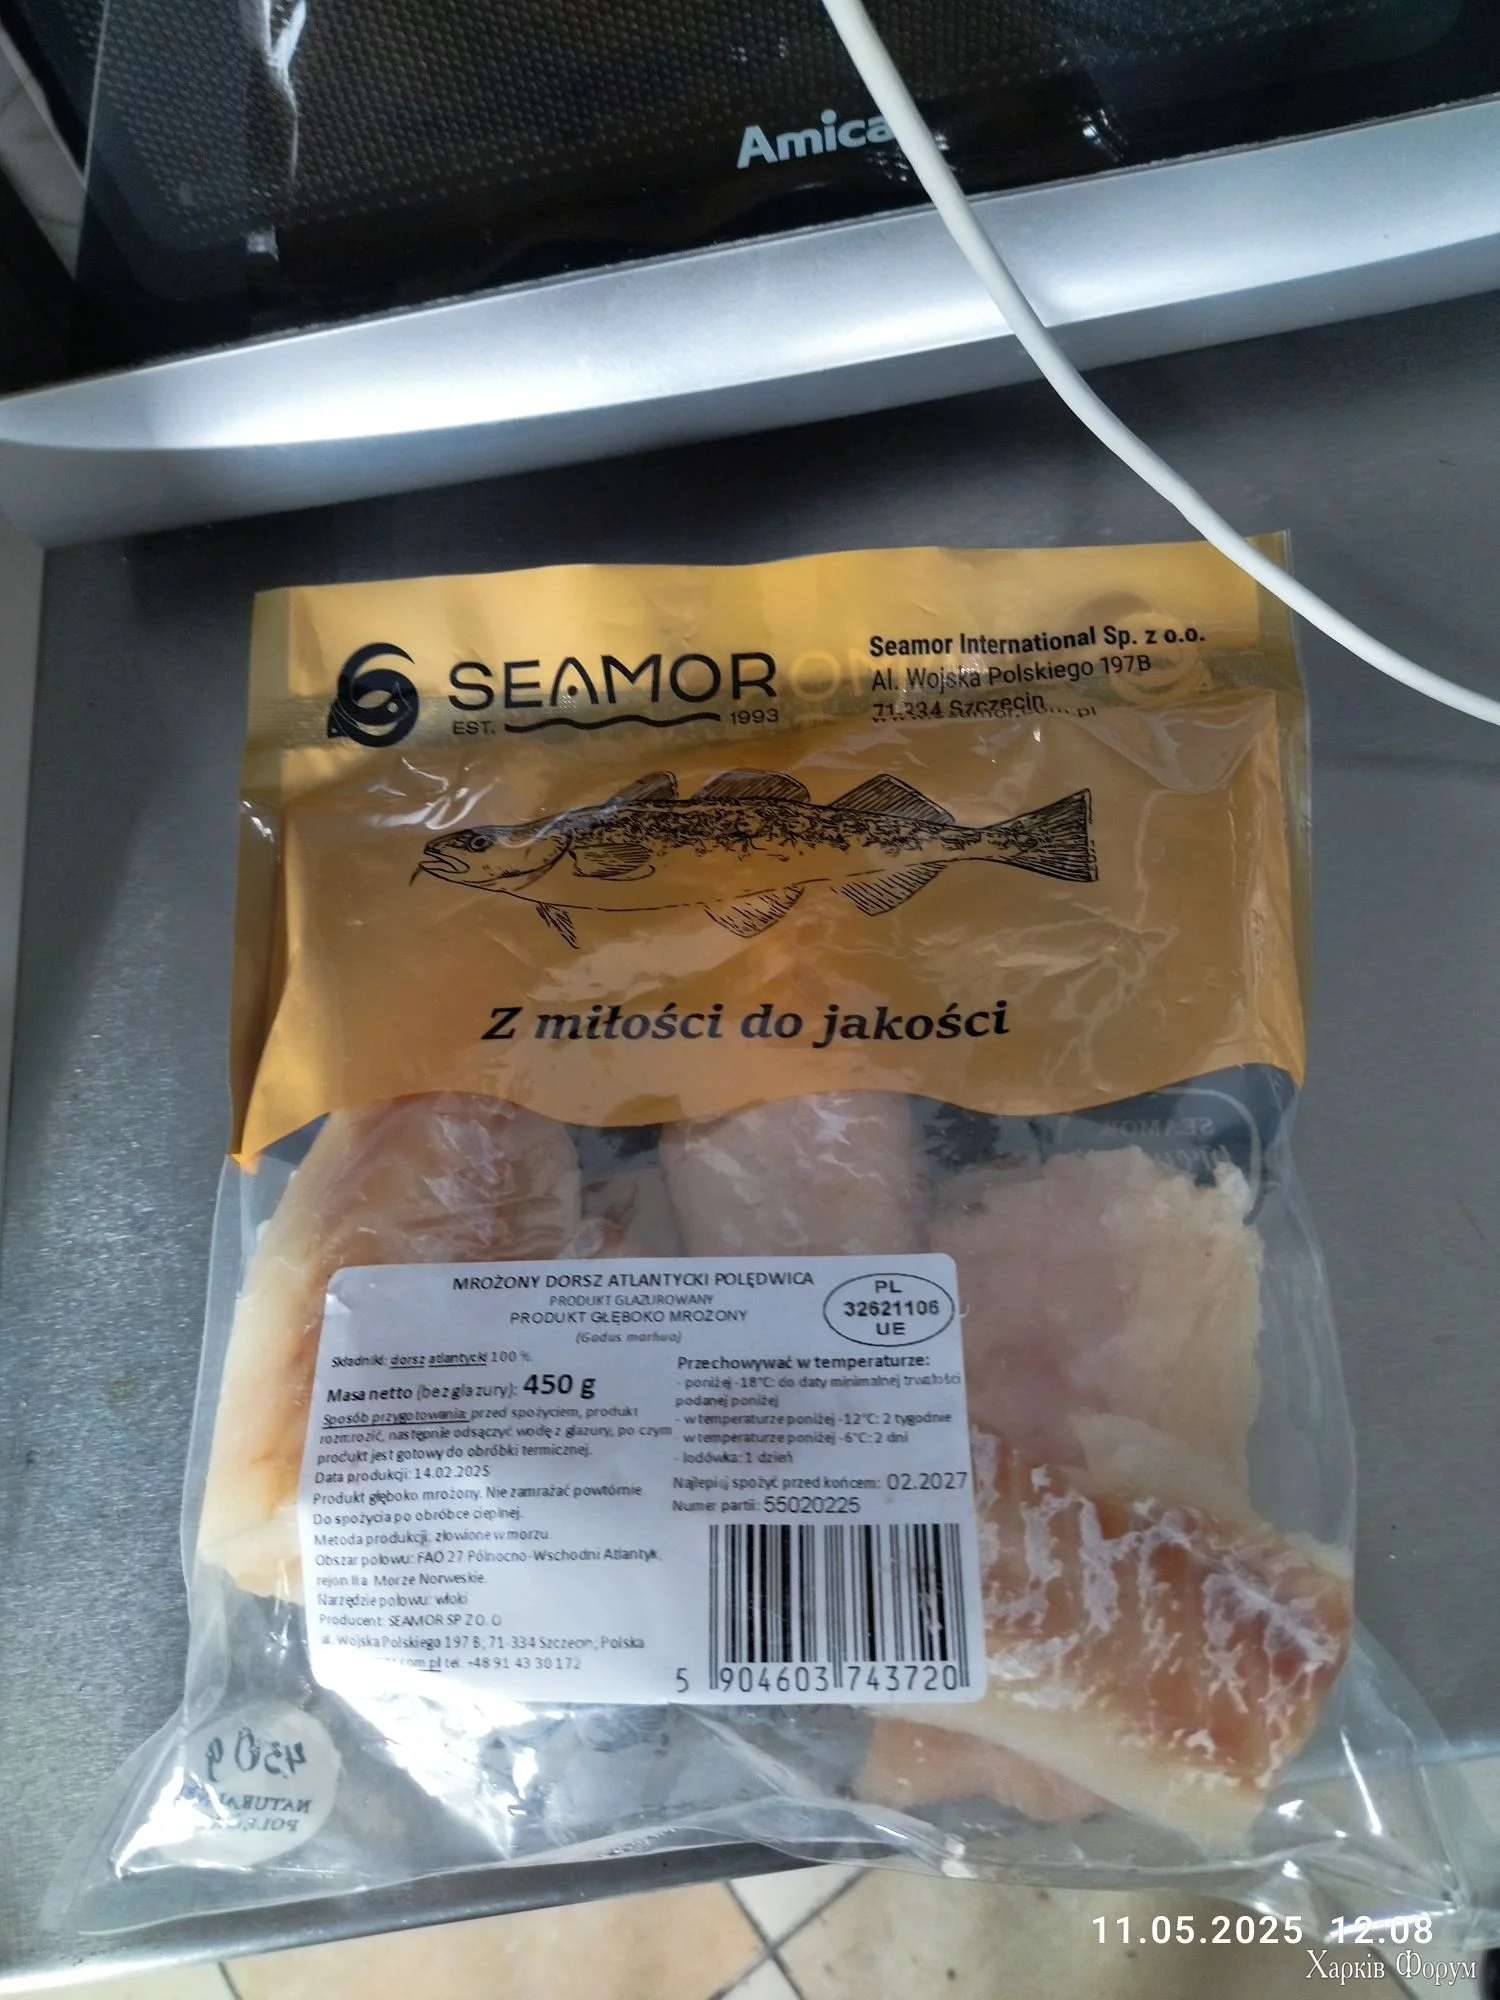 Amica
SEAMOR
EST. 1993
Seamor International Sp. z o.o.
Al. Wojska Polskiego 197B
71-334 Szczecin
Z miłości do jakości
MROŻONY DORSZ ATLANTYCKI POLĘDWICA
PRODUKT GLAZUROWANY
PRODUKT GŁĘBOKO MROŻONY
(Gadus morhua)
PL
32621106
UE
Składniki: dorsz atlantycki 100 %.
Masa netto (bez glazury): 450 g
Sposób przygotowania: przed spożyciem, produkt
rozmrozić, następnie odsączyć wodę z glazury, po czym
produkt jest gotowy do obróbki termicznej.
Data produkcji: 14.02.2025
Produkt głęboko mrożony. Nie zamrażać powtórnie
Do spożycia po obróbce cieplnej.
Metoda produkcji: złowione w morzu
Obszar połowu: FAO 27 Północno-Wschodni Atlantyk,
rejon IIa Morze Norweskie
Narzędzie połowu: włoki
Producent: SEAMOR SP Z O. O
al. Wojska Polskiego 197 B, 71-334 Szczecin, Polska
.com.pl tel. +48 91 43 30 172
Przechowywać w temperaturze:
- poniżej -18°C: do daty minimalnej trwałości
podanej poniżej
- w temperaturze poniżej -12°C: 2 tygodnie
- w temperaturze poniżej -6°C: 2 dni
- lodówka: 1 dzień
Najlepiej spożyć przed końcem: 02.2027
Numer partii: 55020225
5 904603 743720
SEAMOR
450 g
NATURALNA
11.05.2025 12:08
Харків Форум